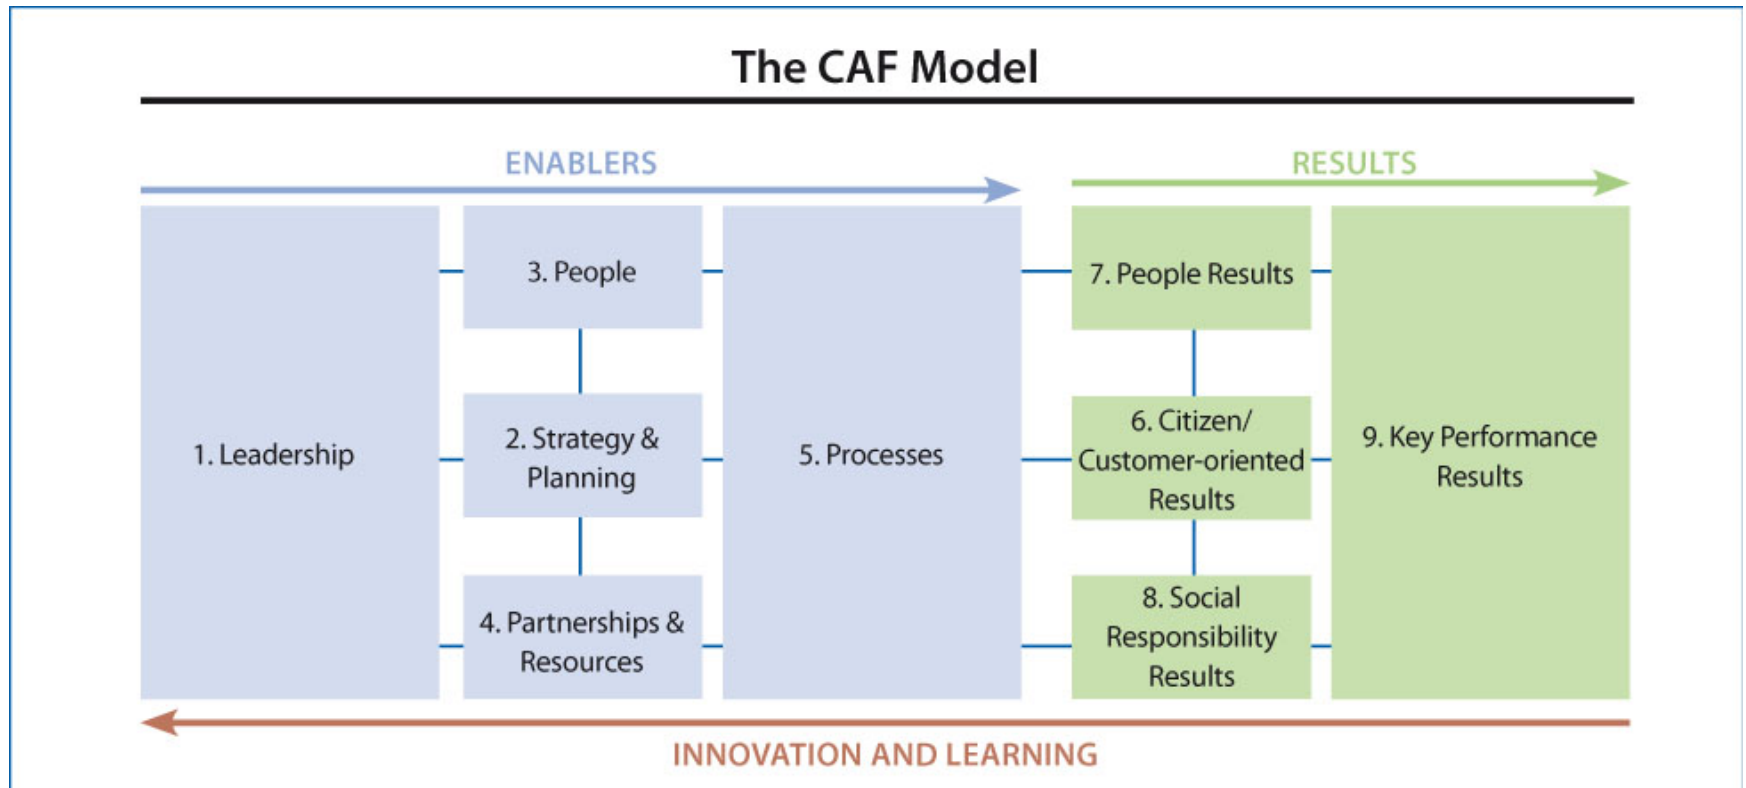 The CAF Model
ENABLERS
RESULTS
1. Leadership
3. People
2. Strategy &
Planning
4. Partnerships &
Resources
5. Processes
7. People Results
6. Citizen/
Customer-oriented
Results
8. Social
Responsibility
Results
9. Key Performance
Results
INNOVATION AND LEARNING